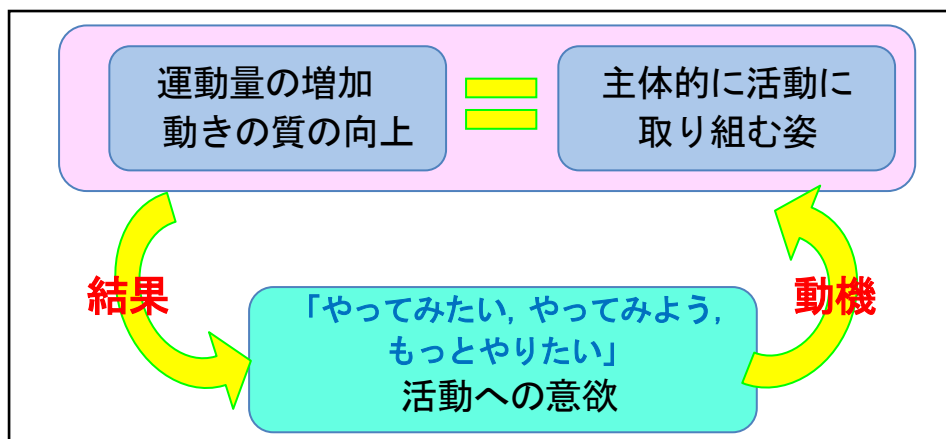 運動量の増加
動きの質の向上
主体的に活動に
取り組む姿
結果
動機
「やってみたい, やってみよう,
もっとやりたい」
活動への意欲